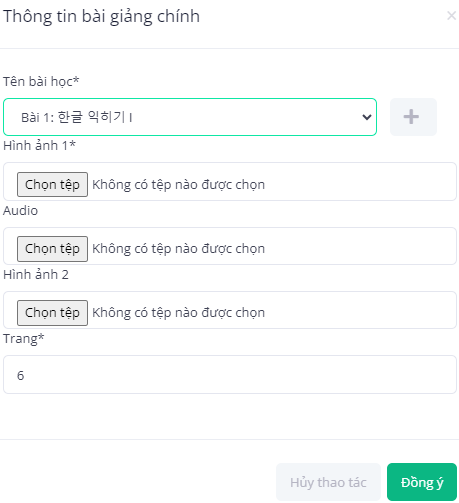 Thông tin bài giảng chính
×
Tên bài học*
Bài 1: 한글 익히기 I
+
Hình ảnh 1*
Chọn tệp Không có tệp nào được chọn
Audio
Chọn tệp Không có tệp nào được chọn
Hình ảnh 2
Chọn tệp Không có tệp nào được chọn
Trang*
6
Hủy thao tác Đồng ý